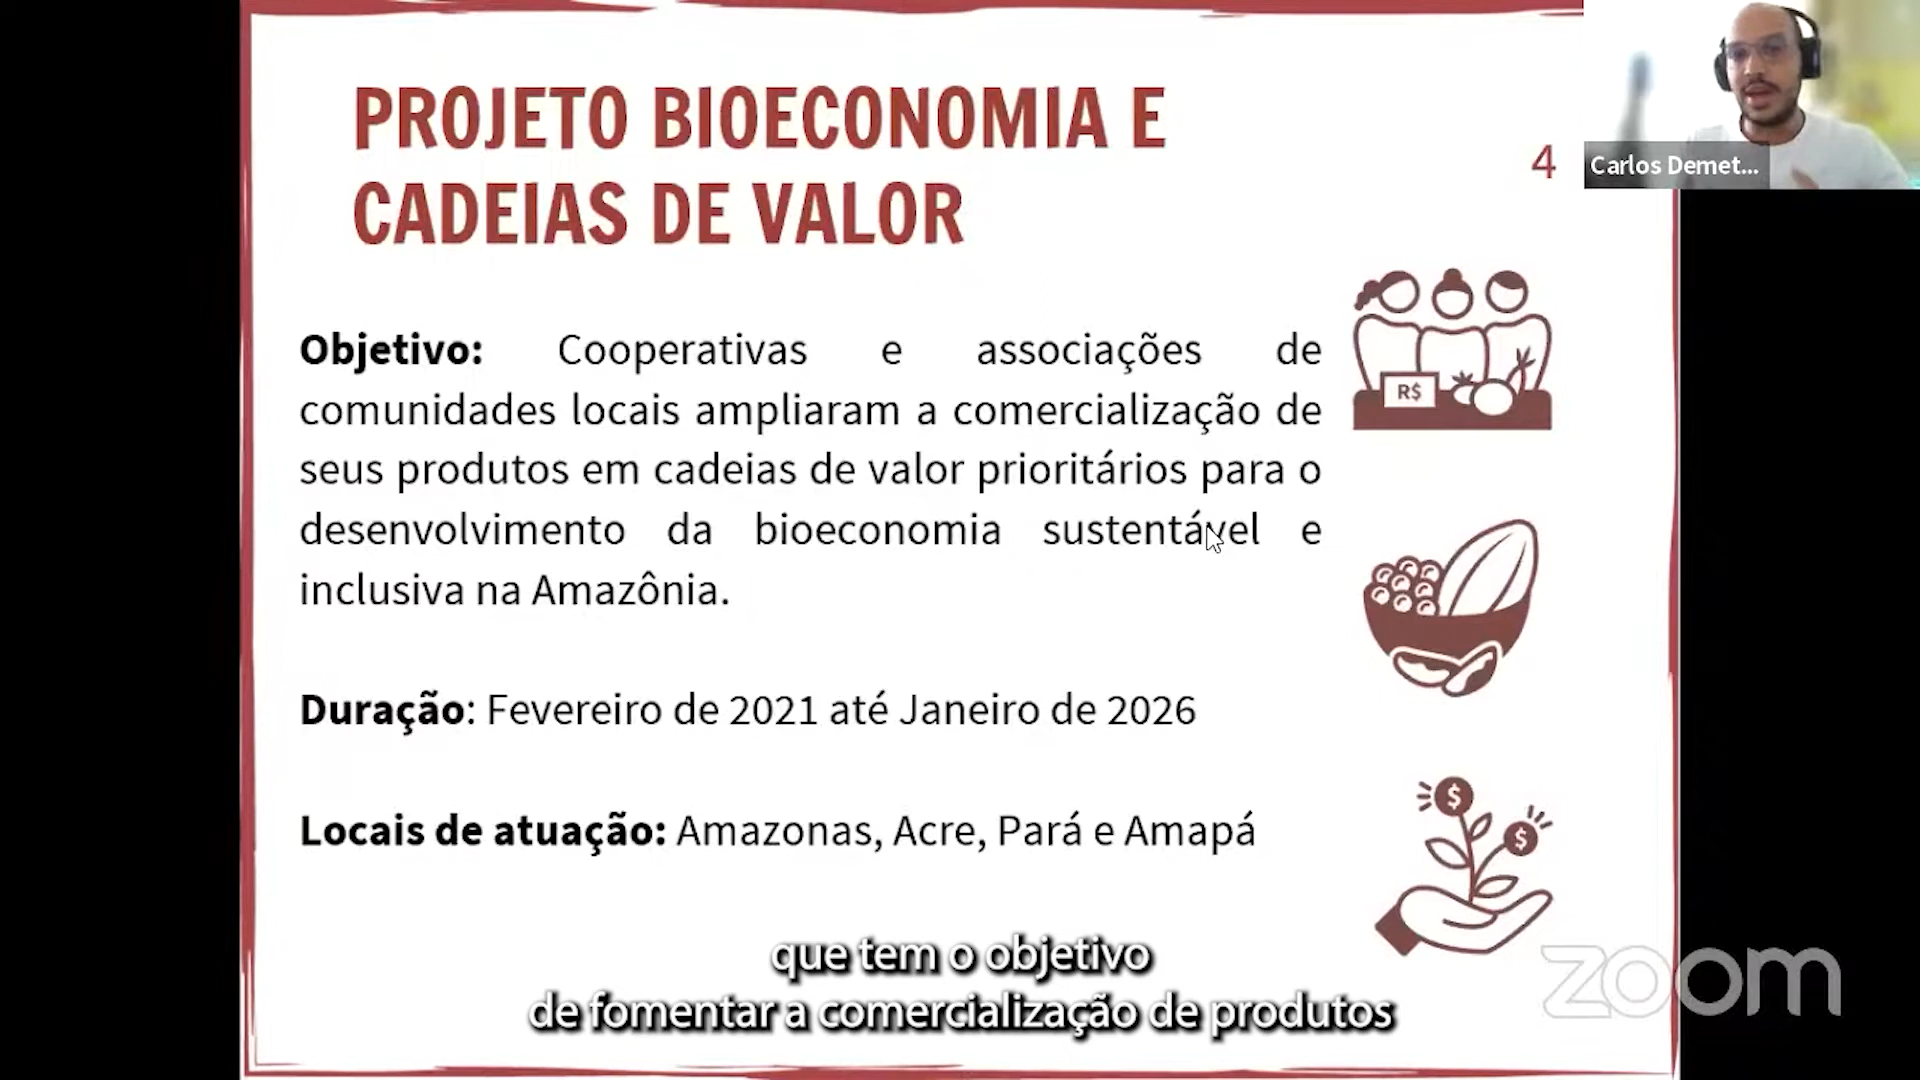 PROJETO BIOECONOMIA E
CADEIAS DE VALOR
4
Carlos Demet...
Objetivo: Cooperativas e associações de
comunidades locais ampliaram a comercialização de
seus produtos em cadeias de valor prioritários para o
desenvolvimento da bioeconomia sustentável e
inclusiva na Amazônia.
R$
Duração: Fevereiro de 2021 até Janeiro de 2026
Locais de atuação: Amazonas, Acre, Pará e Amapá
$
$
que tem o objetivo
de fomentar a comercialização de produtos
zoom